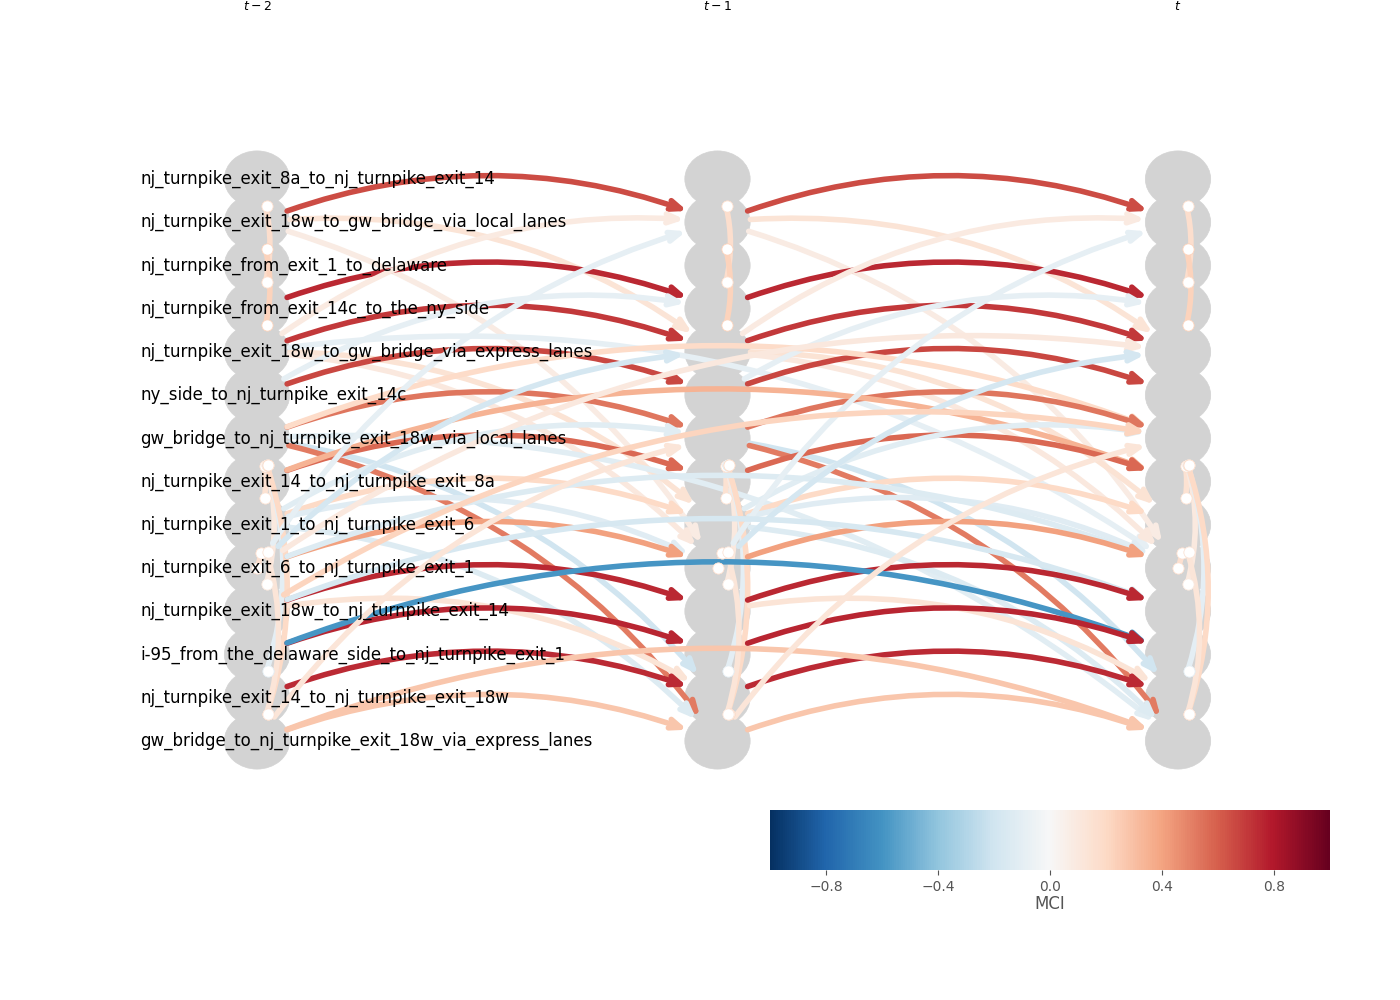 t − 2
t − 1
t
nj_turnpike_exit_8a_to_nj_turnpike_exit_14
nj_turnpike_exit_18w_to_gw_bridge_via_local_lanes
nj_turnpike_from_exit_1_to_delaware
nj_turnpike_from_exit_14c_to_the_ny_side
nj_turnpike_exit_18w_to_gw_bridge_via_express_lanes
ny_side_to_nj_turnpike_exit_14c
gw_bridge_to_nj_turnpike_exit_18w_via_local_lanes
nj_turnpike_exit_14_to_nj_turnpike_exit_8a
nj_turnpike_exit_1_to_nj_turnpike_exit_6
nj_turnpike_exit_6_to_nj_turnpike_exit_1
nj_turnpike_exit_18w_to_nj_turnpike_exit_14
i-95_from_the_delaware_side_to_nj_turnpike_exit_1
nj_turnpike_exit_14_to_nj_turnpike_exit_18w
gw_bridge_to_nj_turnpike_exit_18w_via_express_lanes
−0.8 −0.4 0.0 0.4 0.8
MCI